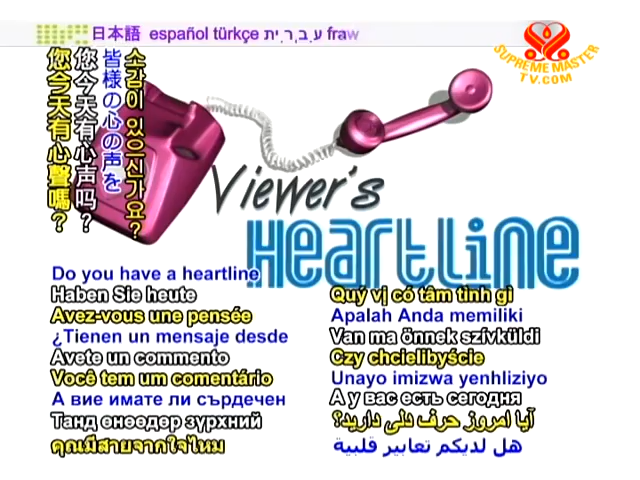 日本語 español türkçe עִבְרִית fraw
SUPREME MASTER
TV.COM
소감이 있으신가요?
皆様の心の声を
您今天有心声吗？
您今天有心聲嗎？
Viewer's
HeartLine
Do you have a heartline
Haben Sie heute
Avez-vous une pensée
¿Tienen un mensaje desde
Avete un commento
Você tem um comentário
А вие имате ли сърдечен
Танд өнөөдөр зүрхний
คุณมีสายจากใจไหม
Quý vị có tâm tình gì
Apalah Anda memiliki
Van ma önnek szívküldi
Czy chcielibyście
Unayo imizwa yenhliziyo
А у вас есть сегодня
آیا امروز حرف دلی دارید؟
هل لديكم تعابير قلبية